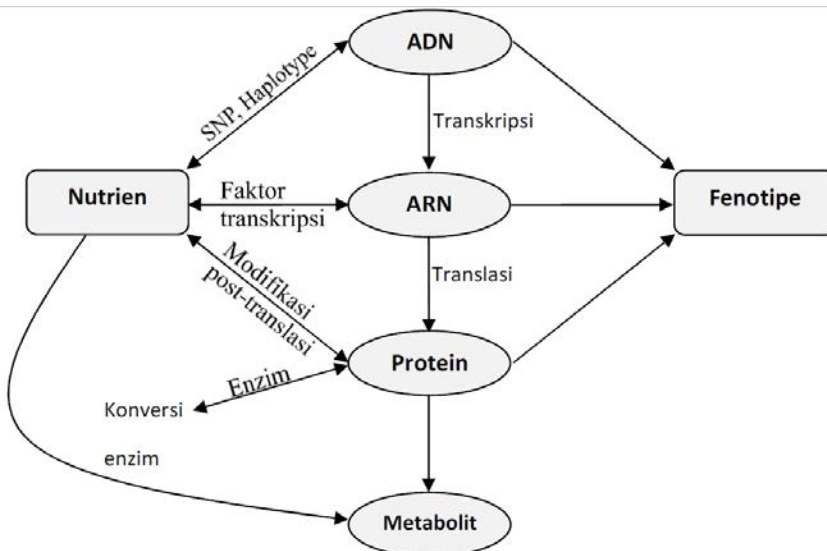 ADN
SNP, Haplotype
Transkripsi
Nutrien
Faktor
transkripsi
ARN
Fenotipe
Modifikasi
post-translasi
Translasi
Protein
Enzim
Konversi
enzim
Metabolit